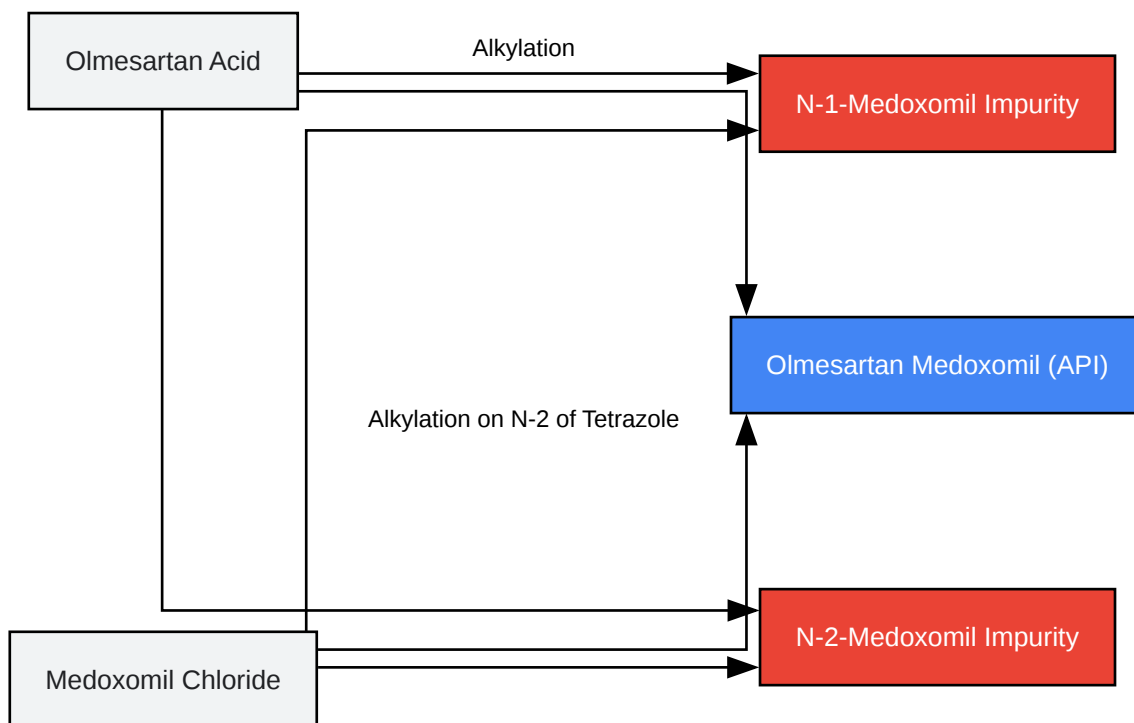 Olmesartan Acid
Alkylation
N-1-Medoxomil Impurity
Olmesartan Medoxomil (API)
Alkylation on N-2 of Tetrazole
N-2-Medoxomil Impurity
Medoxomil Chloride